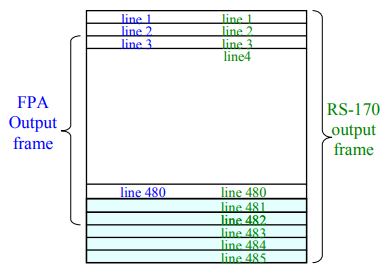 line 1 line 1
line 2 line 2
line 3 line 3
line4
FPA
Output
frame
RS-170
output
frame
line 480 line 480
line 481
line 482
line 483
line 484
line 485